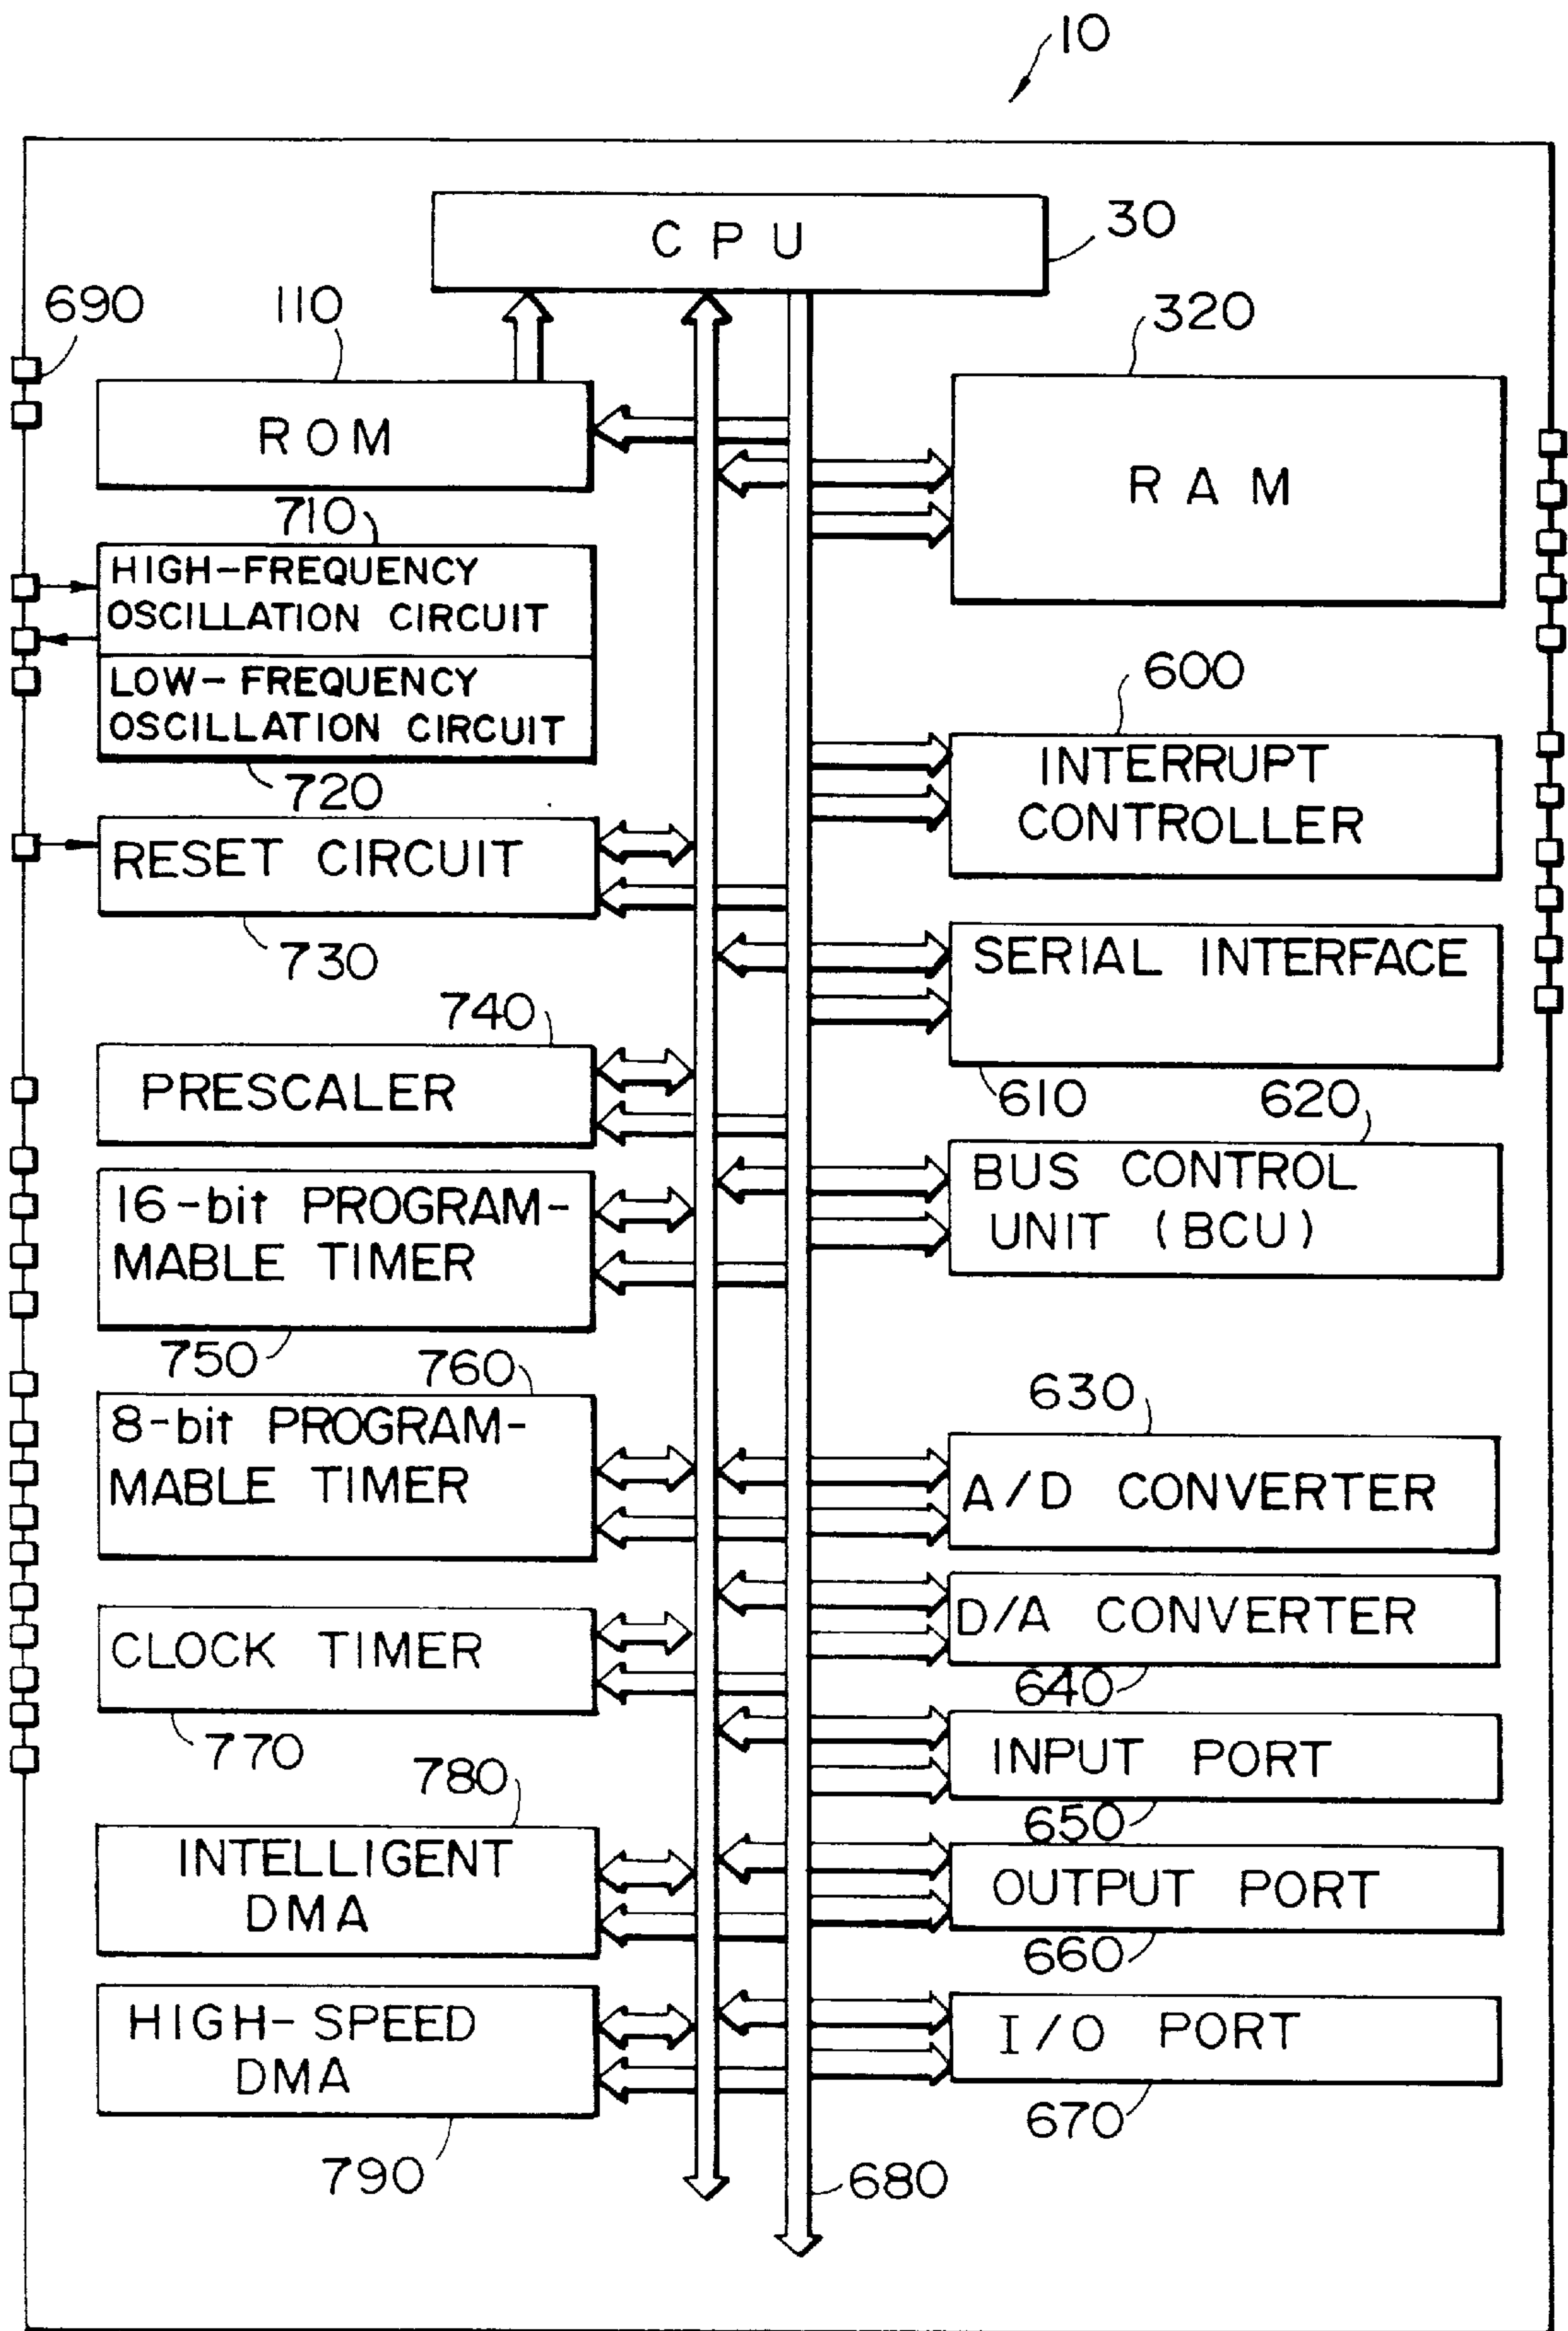 10
C P U
30
690
110
320
ROM
R A M
710
HIGH-FREQUENCY
OSCILLATION CIRCUIT
LOW-FREQUENCY
OSCILLATION CIRCUIT
720
600
INTERRUPT
CONTROLLER
RESET CIRCUIT
730
SERIAL INTERFACE
610
740
PRESCALER
620
BUS CONTROL
UNIT (BCU)
16-bit PROGRAM-
MABLE TIMER
750
760
8-bit PROGRAM-
MABLE TIMER
630
A/D CONVERTER
D/A CONVERTER
640
CLOCK TIMER
770
INPUT PORT
650
780
INTELLIGENT
DMA
OUTPUT PORT
660
HIGH-SPEED
DMA
790
I/O PORT
670
680